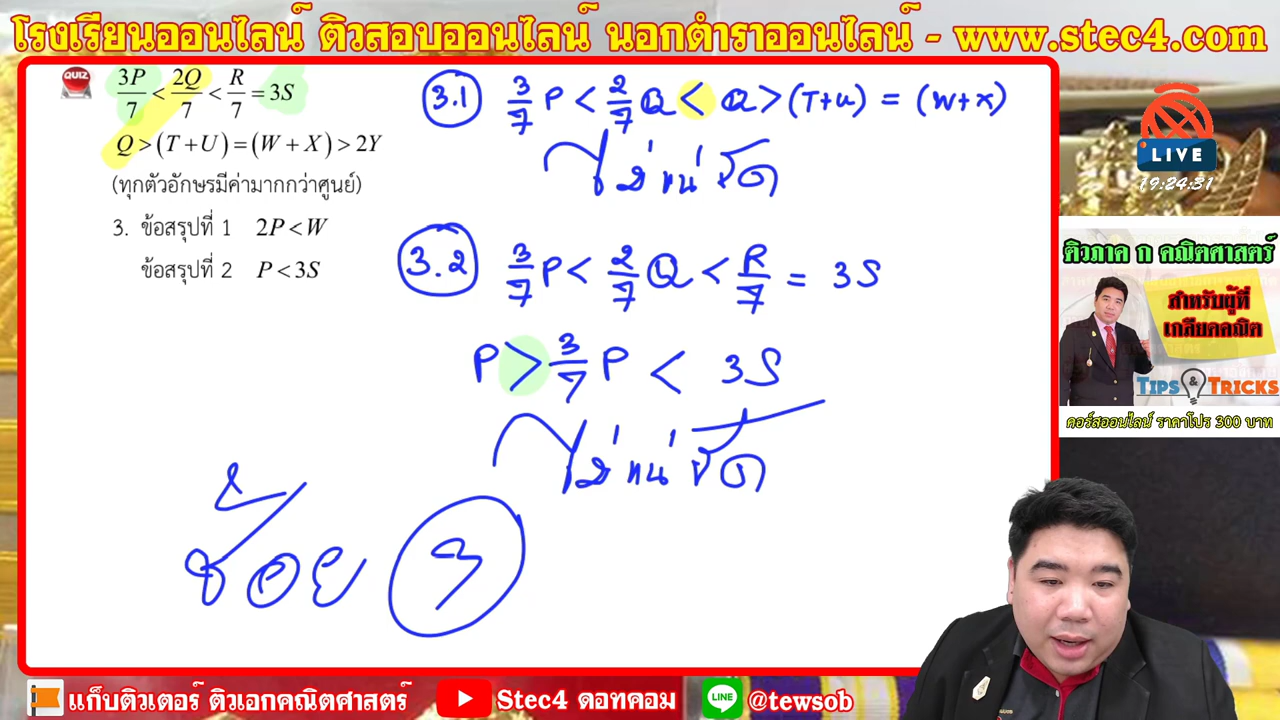 โรงเรียนออนไลน์ ติวสอบออนไลน์ นอกตำราออนไลน์ - www.stec4.com
QUIZ
3P/7 < 2Q/7 < R/7 = 3S
Q > (T + U) = (W + X) > 2Y
(ทุกตัวอักษรมีค่ามากกว่าศูนย์)
3. ข้อสรุปที่ 1 2P < W
ข้อสรุปที่ 2 P < 3S
3.1 3/7 P < 2/7 Q < Q > (T+U) = (W+X)
ไม่แน่ชัด
3.2 3/7 P < 2/7 Q < R/7 = 3S
P > 3/7 P < 3S
ไม่แน่ชัด
LIVE
19:24:31
ติวภาค ก คณิตศาสตร์
สำหรับผู้ที่
เกลียดคณิต
TIPS & TRICKS
คอร์สออนไลน์ ราคาโปร 300 บาท
แก็บติวเตอร์ ติวเอกคณิตศาสตร์
Stec4 ดอทคอม
LINE
@tewsob